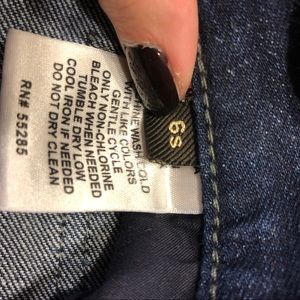 MACHINE WASH COLD
WITH LIKE COLORS
GENTLE CYCLE
ONLY NON-CHLORINE
BLEACH WHEN NEEDED
TUMBLE DRY LOW
COOL IRON IF NEEDED
DO NOT DRY CLEAN
RN# 55285
6S